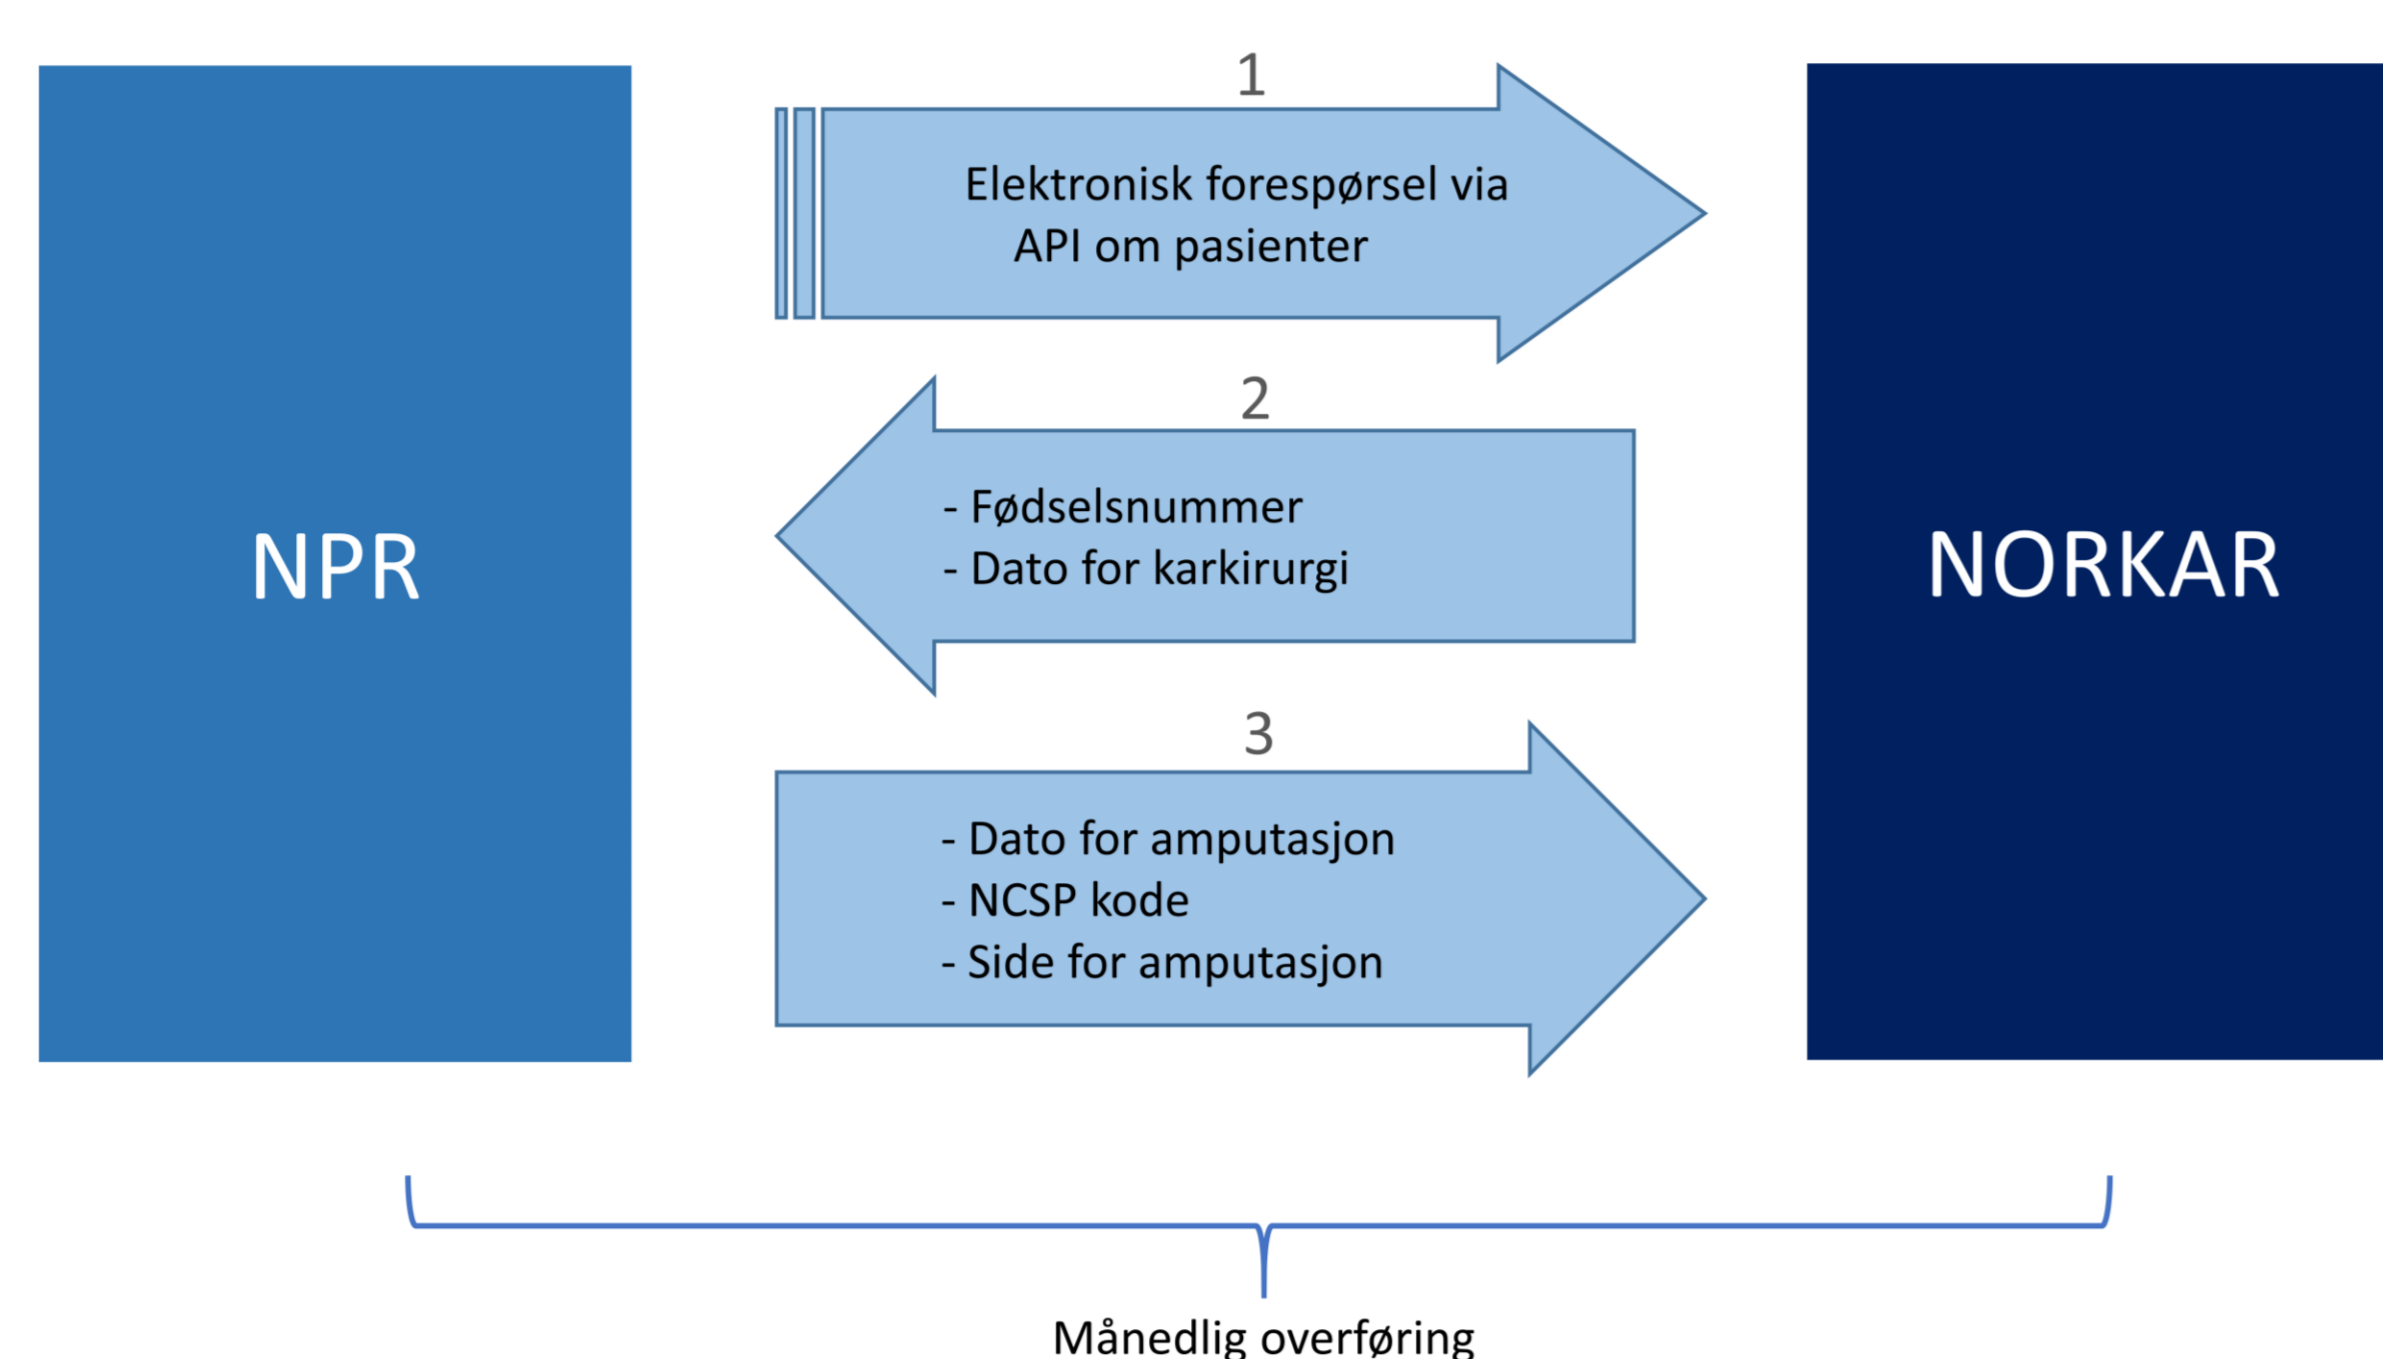 NPR
1
Elektronisk forespørsel via
API om pasienter
2
- Fødselsnummer
- Dato for karkirurgi
3
- Dato for amputasjon
- NCSP kode
- Side for amputasjon
NORKAR
Månedlig overføring